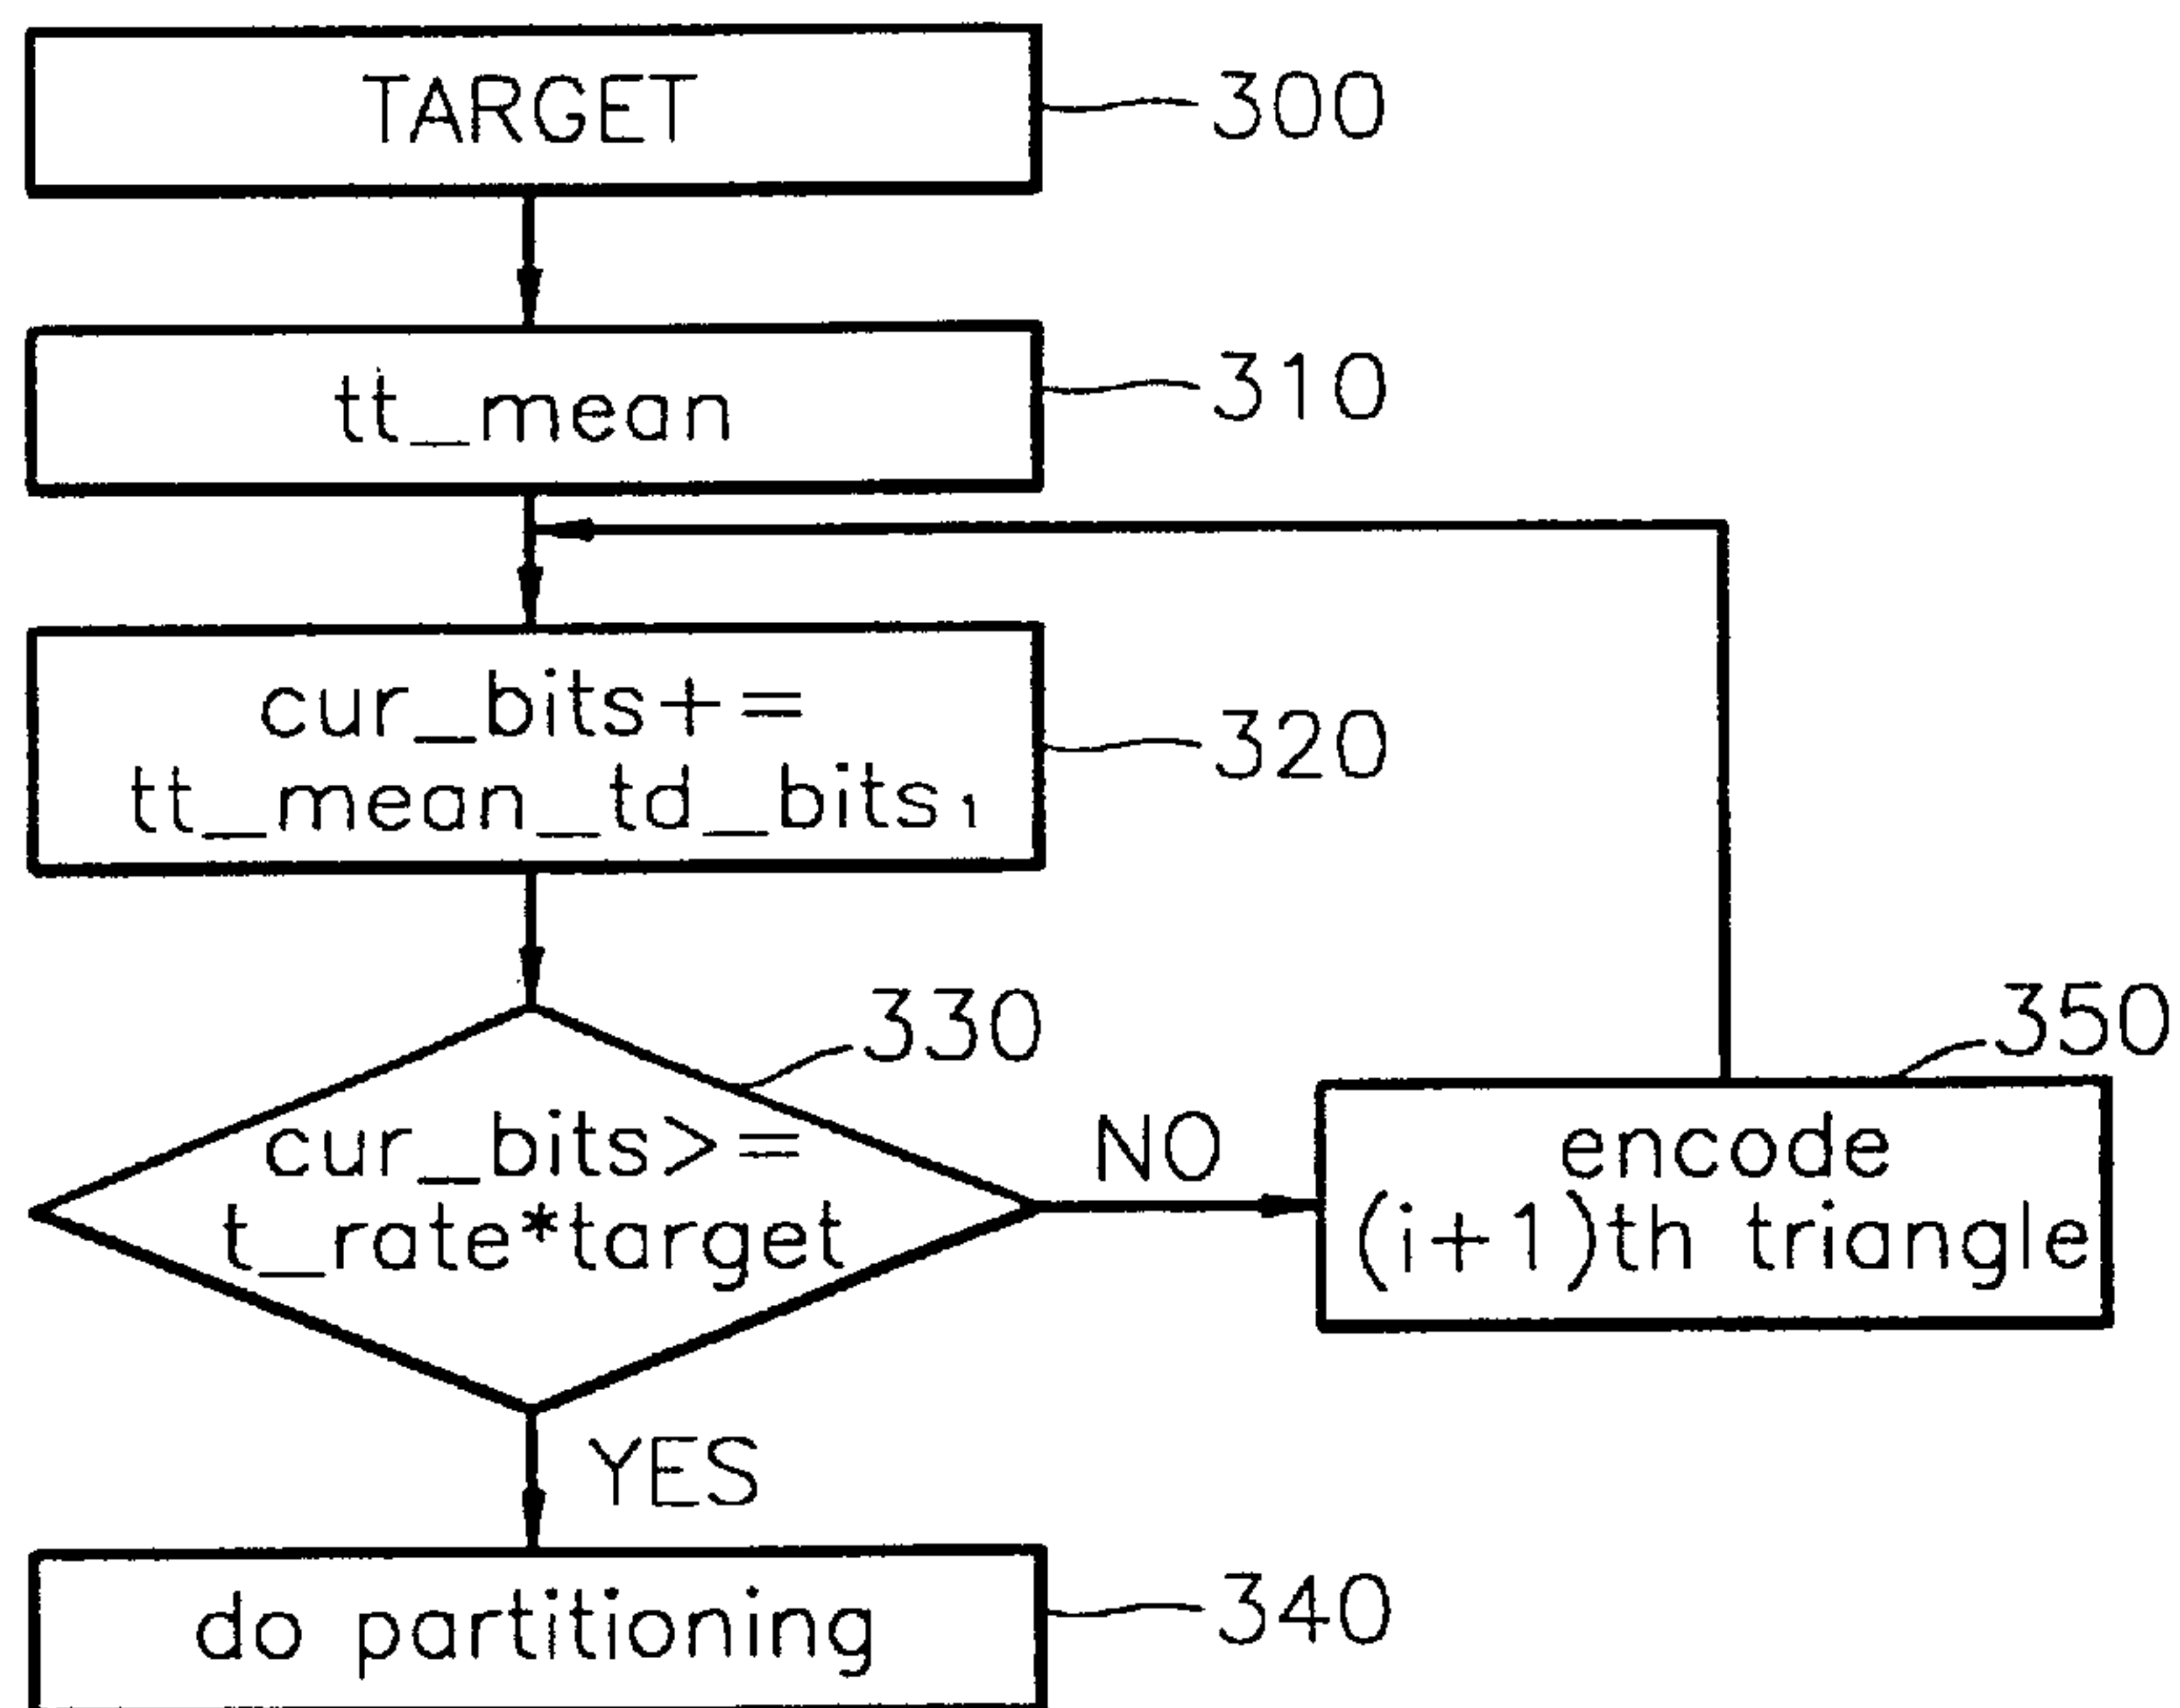 TARGET
300
tt_mean
310
cur_bits+=
tt_mean_td_bits₁
320
330
cur_bits>=
t_rate*target
NO
350
encode
(i+1)th triangle
YES
do partitioning
340